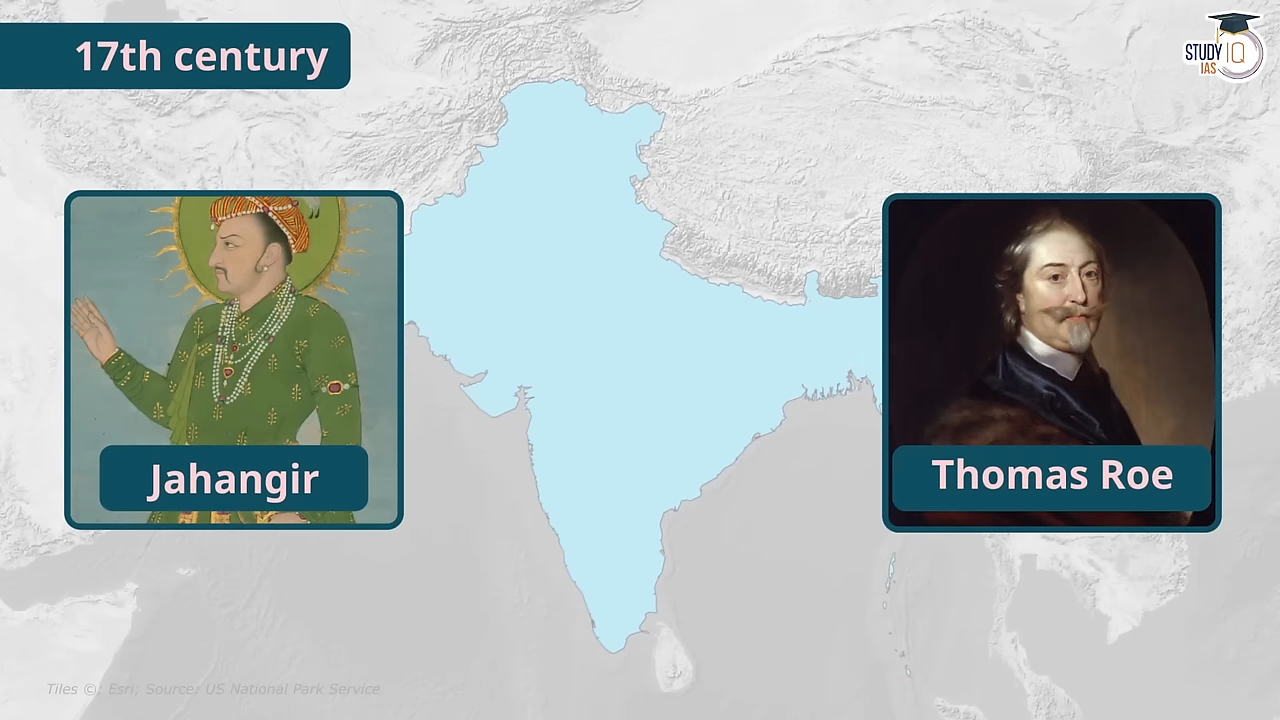 17th century
STUDY IQ
IAS
Jahangir
Thomas Roe
Tiles ©: Esri; Source: US National Park Service